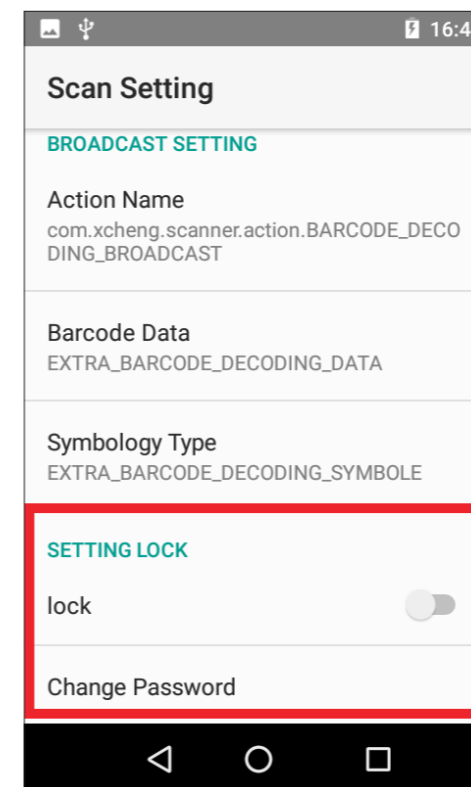 16:4
Scan Setting
BROADCAST SETTING
Action Name
com.xcheng.scanner.action.BARCODE_DECO
DING_BROADCAST
Barcode Data
EXTRA_BARCODE_DECODING_DATA
Symbology Type
EXTRA_BARCODE_DECODING_SYMBOLE
SETTING LOCK
lock
Change Password